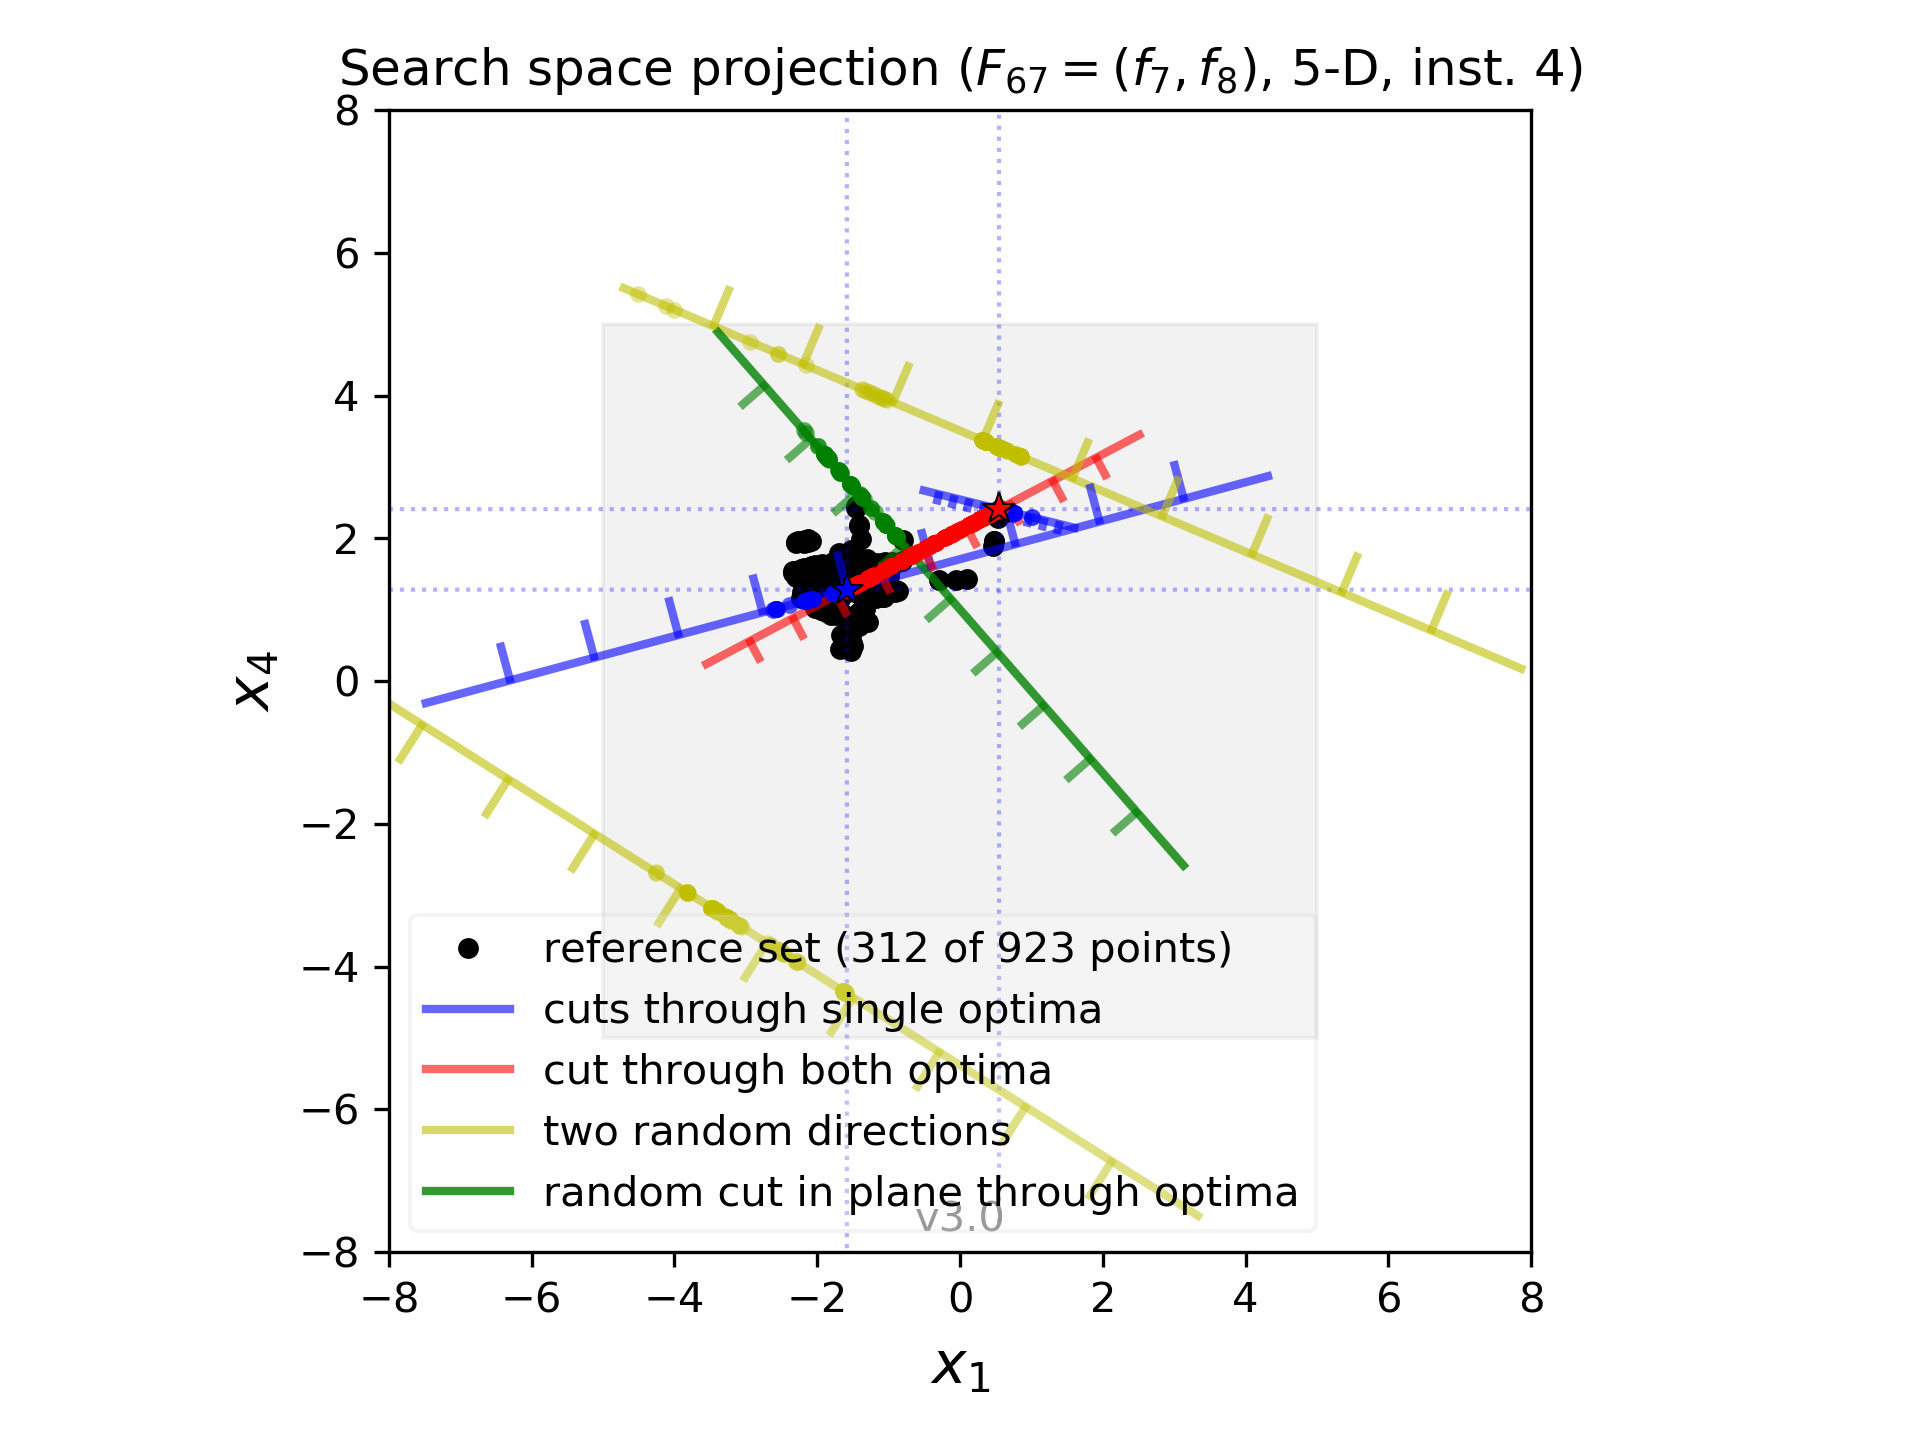 Search space projection (F67 = (f7, f8), 5-D, inst. 4)
8
6
4
2
0
−2
−4
−6
−8
x4
reference set (312 of 923 points)
cuts through single optima
cut through both optima
two random directions
random cut in plane through optima
v3.0
−8 −6 −4 −2 0 2 4 6 8
x1